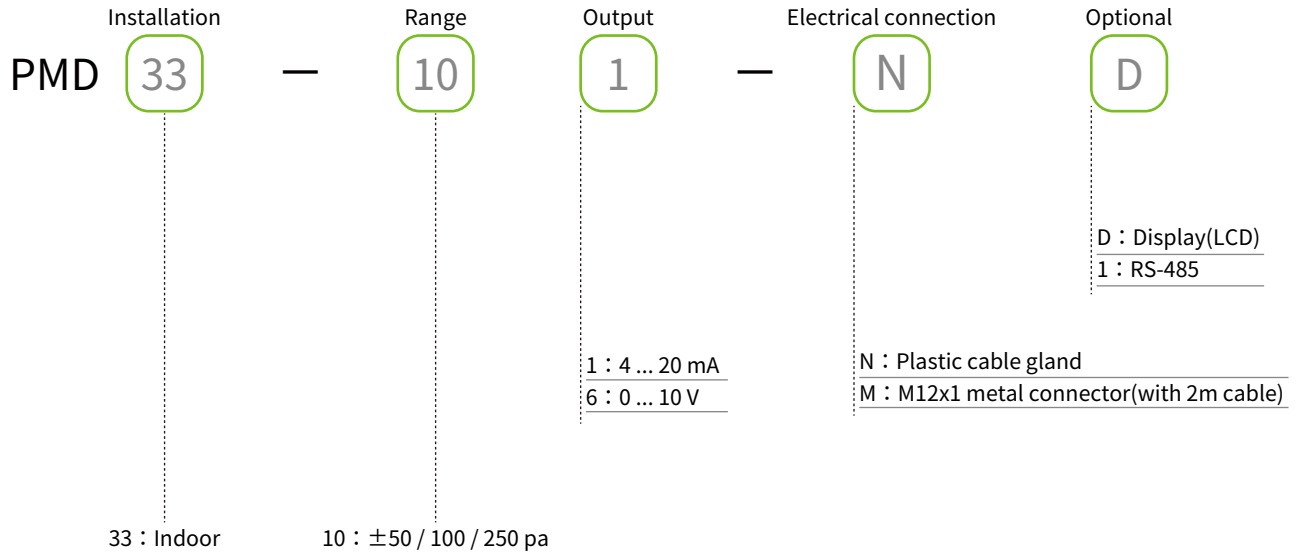 Installation Range Output Electrical connection Optional
PMD 33 — 10 1 — N D
D：Display(LCD)
1：RS-485
1：4 ... 20 mA
6：0 ... 10 V
N：Plastic cable gland
M：M12x1 metal connector(with 2m cable)
33：Indoor
10：±50 / 100 / 250 pa